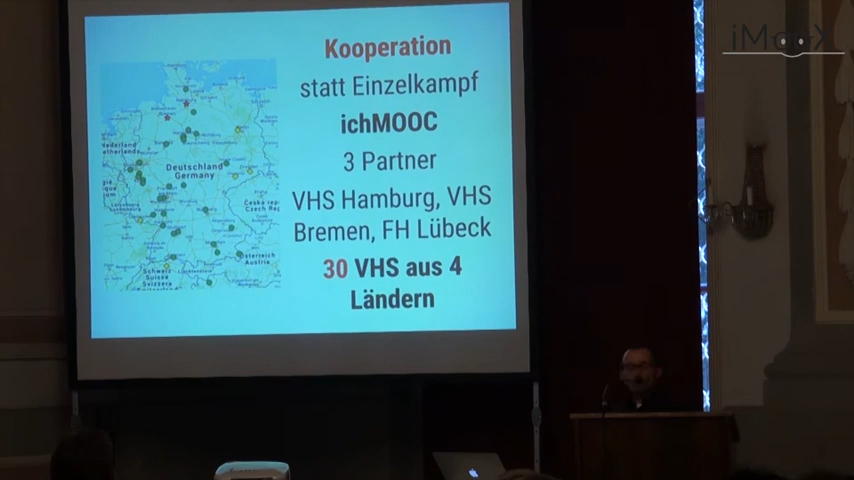 iMooX
Kooperation
statt Einzelkampf
ichMOOC
3 Partner
VHS Hamburg, VHS
Bremen, FH Lübeck
30 VHS aus 4
Ländern
Deutschland
Germany